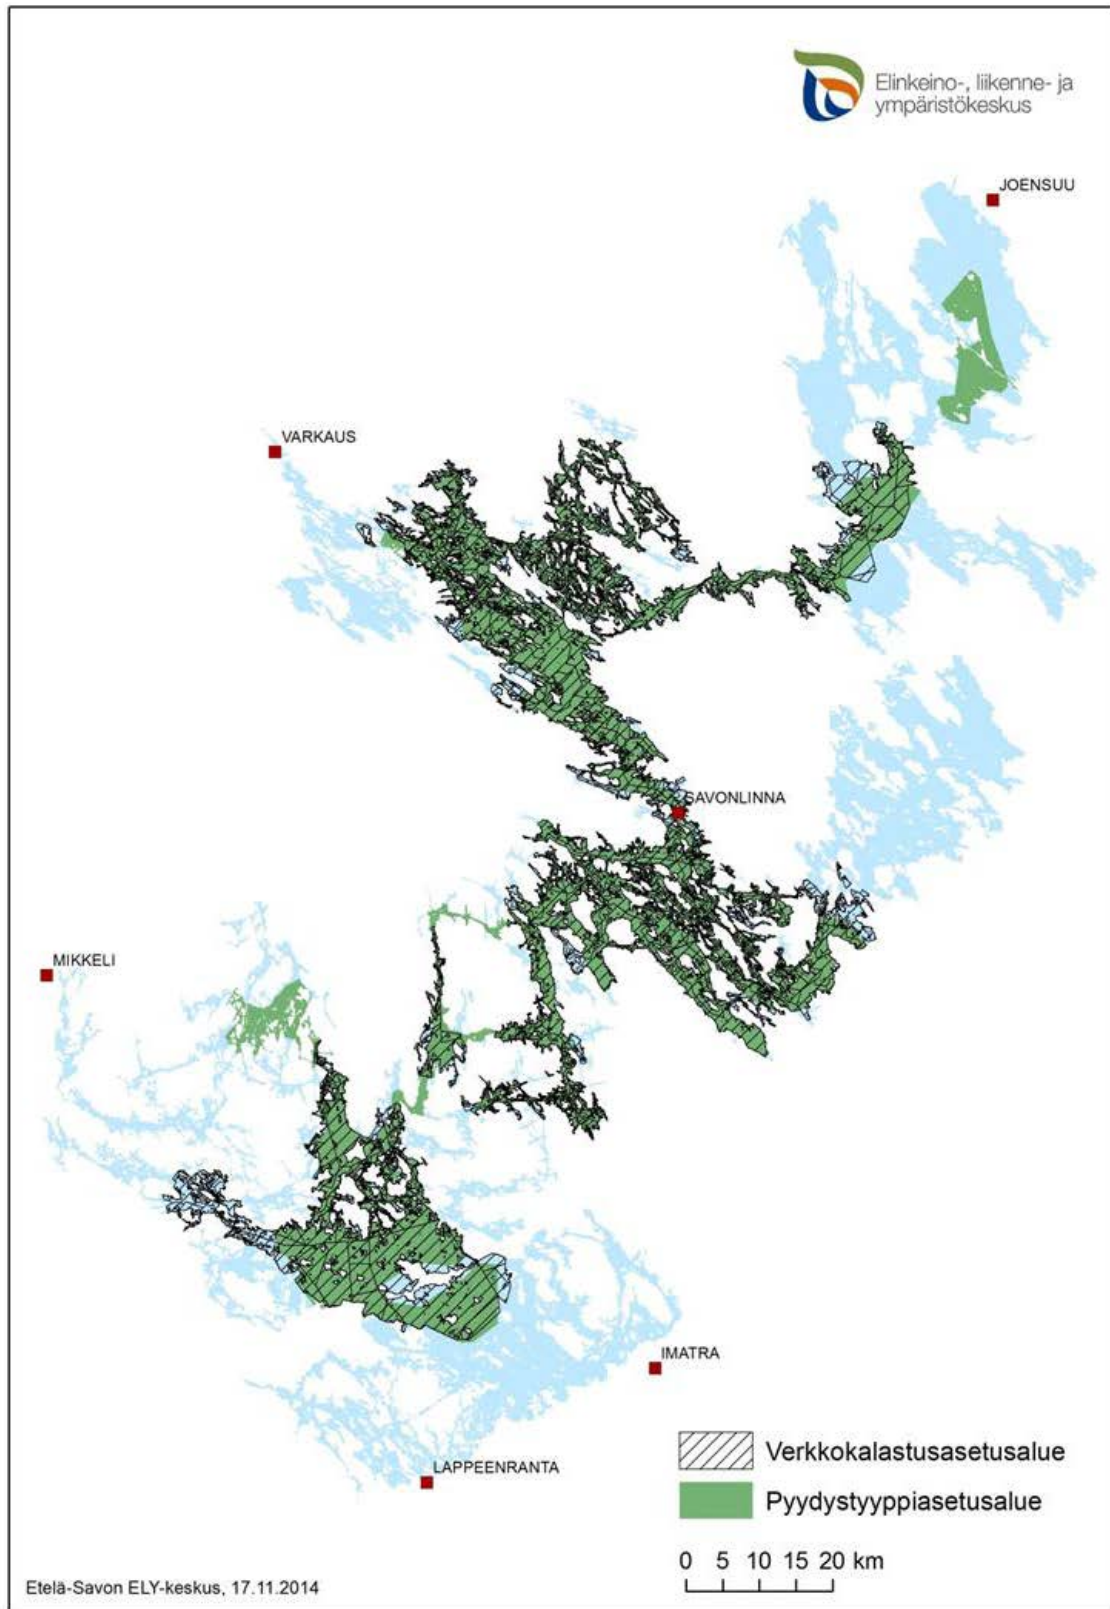 Elinkeino-, liikenne- ja
ympäristökeskus
JOENSUU
VARKAUS
SAVONLINNA
MIKKELI
IMATRA
LAPPEENRANTA
Verkkokalastusasetusalue
Pyydystyyppiasetusalue
0 5 10 15 20 km
Etelä-Savon ELY-keskus, 17.11.2014